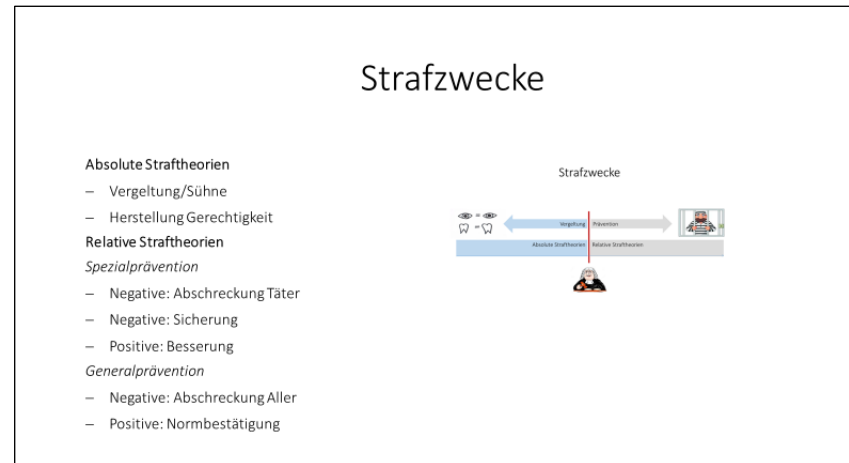 Strafzwecke
Absolute Straftheorien
– Vergeltung/Sühne
– Herstellung Gerechtigkeit
Relative Straftheorien
Spezialprävention
– Negative: Abschreckung Täter
– Negative: Sicherung
– Positive: Besserung
Generalprävention
– Negative: Abschreckung Aller
– Positive: Normbestätigung
Strafzwecke
= 
=
Vergeltung Prävention
Absolute Straftheorien Relative Straftheorien